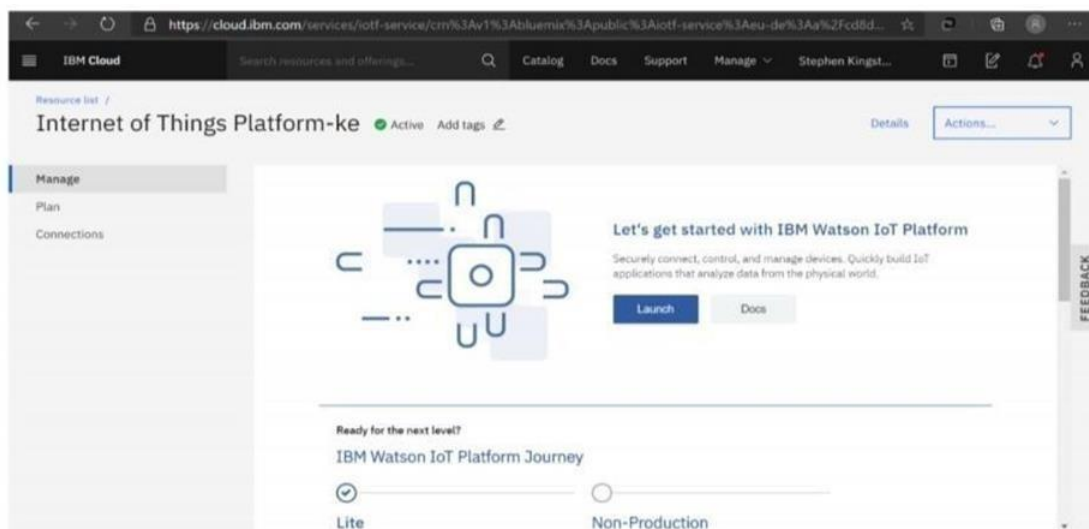 https://cloud.ibm.com/services/iotf-service/crn%3Av1%3Abluemix%3Apublic%3Aiotf-service%3Aeu-de%3Aa%2Fcd8d...
IBM Cloud
Search resources and offerings...
Catalog
Docs
Support
Manage
Stephen Kingst...
Resource list /
Internet of Things Platform-ke
Active
Add tags
Details
Actions...
Manage
Plan
Connections
Let's get started with IBM Watson IoT Platform
Securely connect, control, and manage devices. Quickly build IoT
applications that analyze data from the physical world.
Launch
Docs
FEEDBACK
Ready for the next level?
IBM Watson IoT Platform Journey
Lite
Non-Production